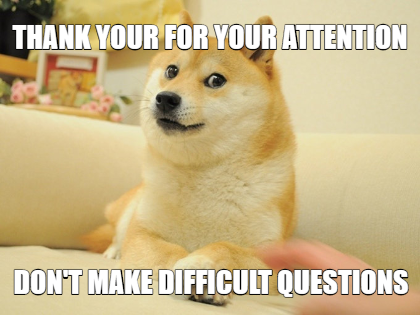 THANK YOUR FOR YOUR ATTENTION
DON'T MAKE DIFFICULT QUESTIONS